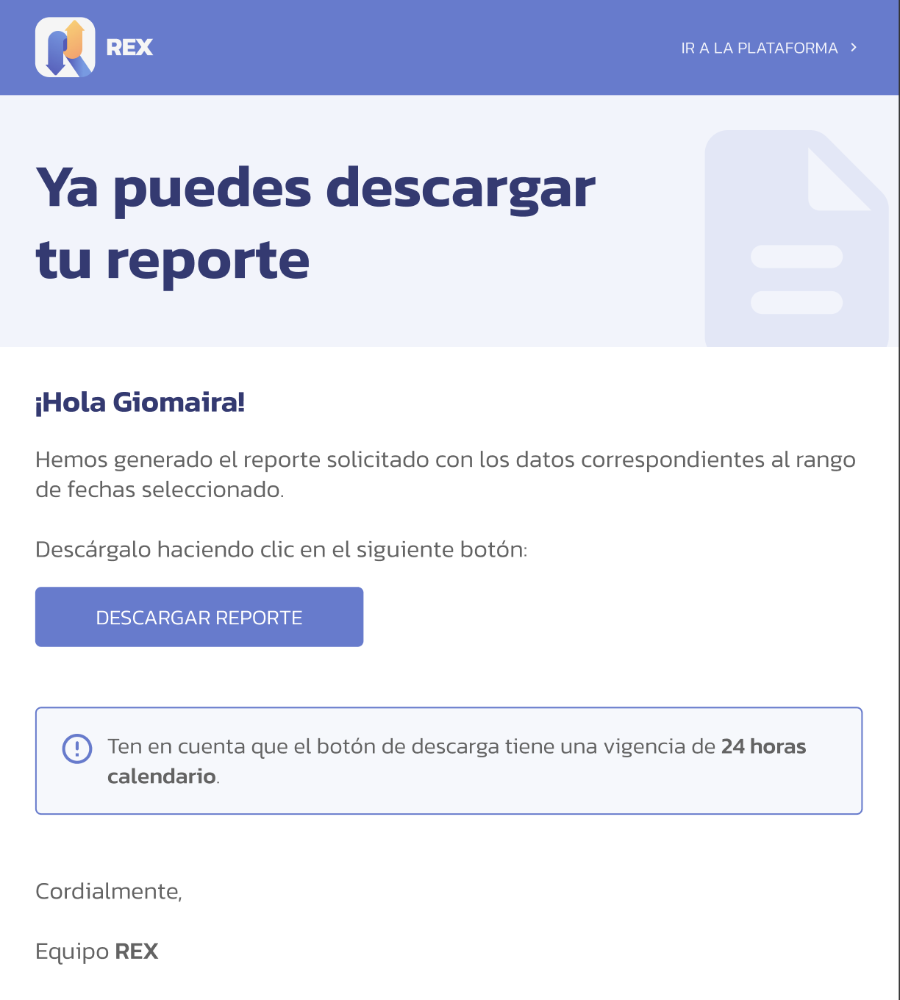 REX
IR A LA PLATAFORMA
Ya puedes descargar
tu reporte
¡Hola Giomaira!
Hemos generado el reporte solicitado con los datos correspondientes al rango
de fechas seleccionado.
Descárgalo haciendo clic en el siguiente botón:
DESCARGAR REPORTE
Ten en cuenta que el botón de descarga tiene una vigencia de 24 horas
calendario.
Cordialmente,
Equipo REX